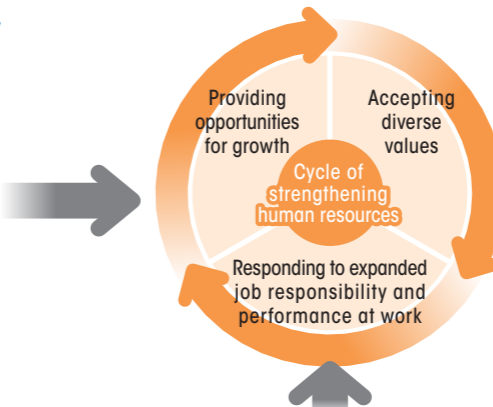 Providing
opportunities
for growth
Accepting
diverse
values
Cycle of
strengthening
human resources
Responding to expanded
job responsibility and
performance at work